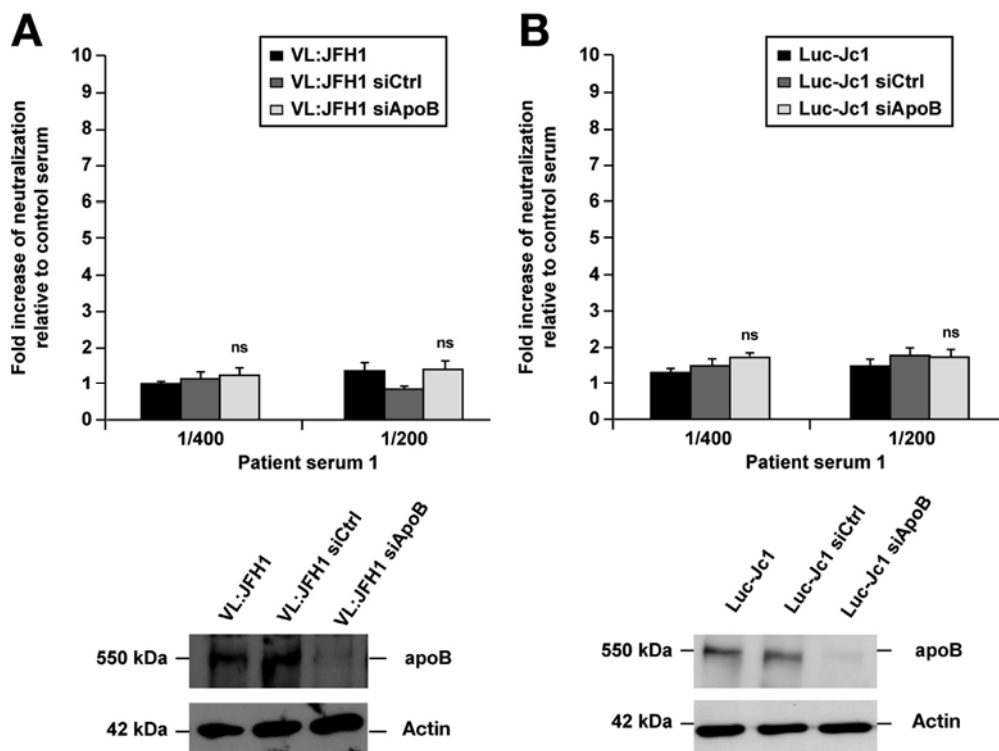 A
Fold increase of neutralization
relative to control serum
10
9
8
7
6
5
4
3
2
1
0
VL:JFH1
VL:JFH1 siCtrl
VL:JFH1 siApoB
ns
ns
1/400
1/200
Patient serum 1
VL:JFH1
VL:JFH1 siCtrl
VL:JFH1 siApoB
550 kDa
apoB
42 kDa
Actin
B
Fold increase of neutralization
relative to control serum
10
9
8
7
6
5
4
3
2
1
0
Luc-Jc1
Luc-Jc1 siCtrl
Luc-Jc1 siApoB
ns
ns
1/400
1/200
Patient serum 1
Luc-Jc1
Luc-Jc1 siCtrl
Luc-Jc1 siApoB
550 kDa
apoB
42 kDa
Actin